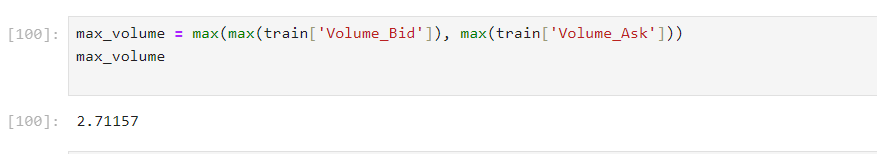 [100]: max_volume = max(max(train['Volume_Bid']), max(train['Volume_Ask']))
max_volume
[100]: 2.71157